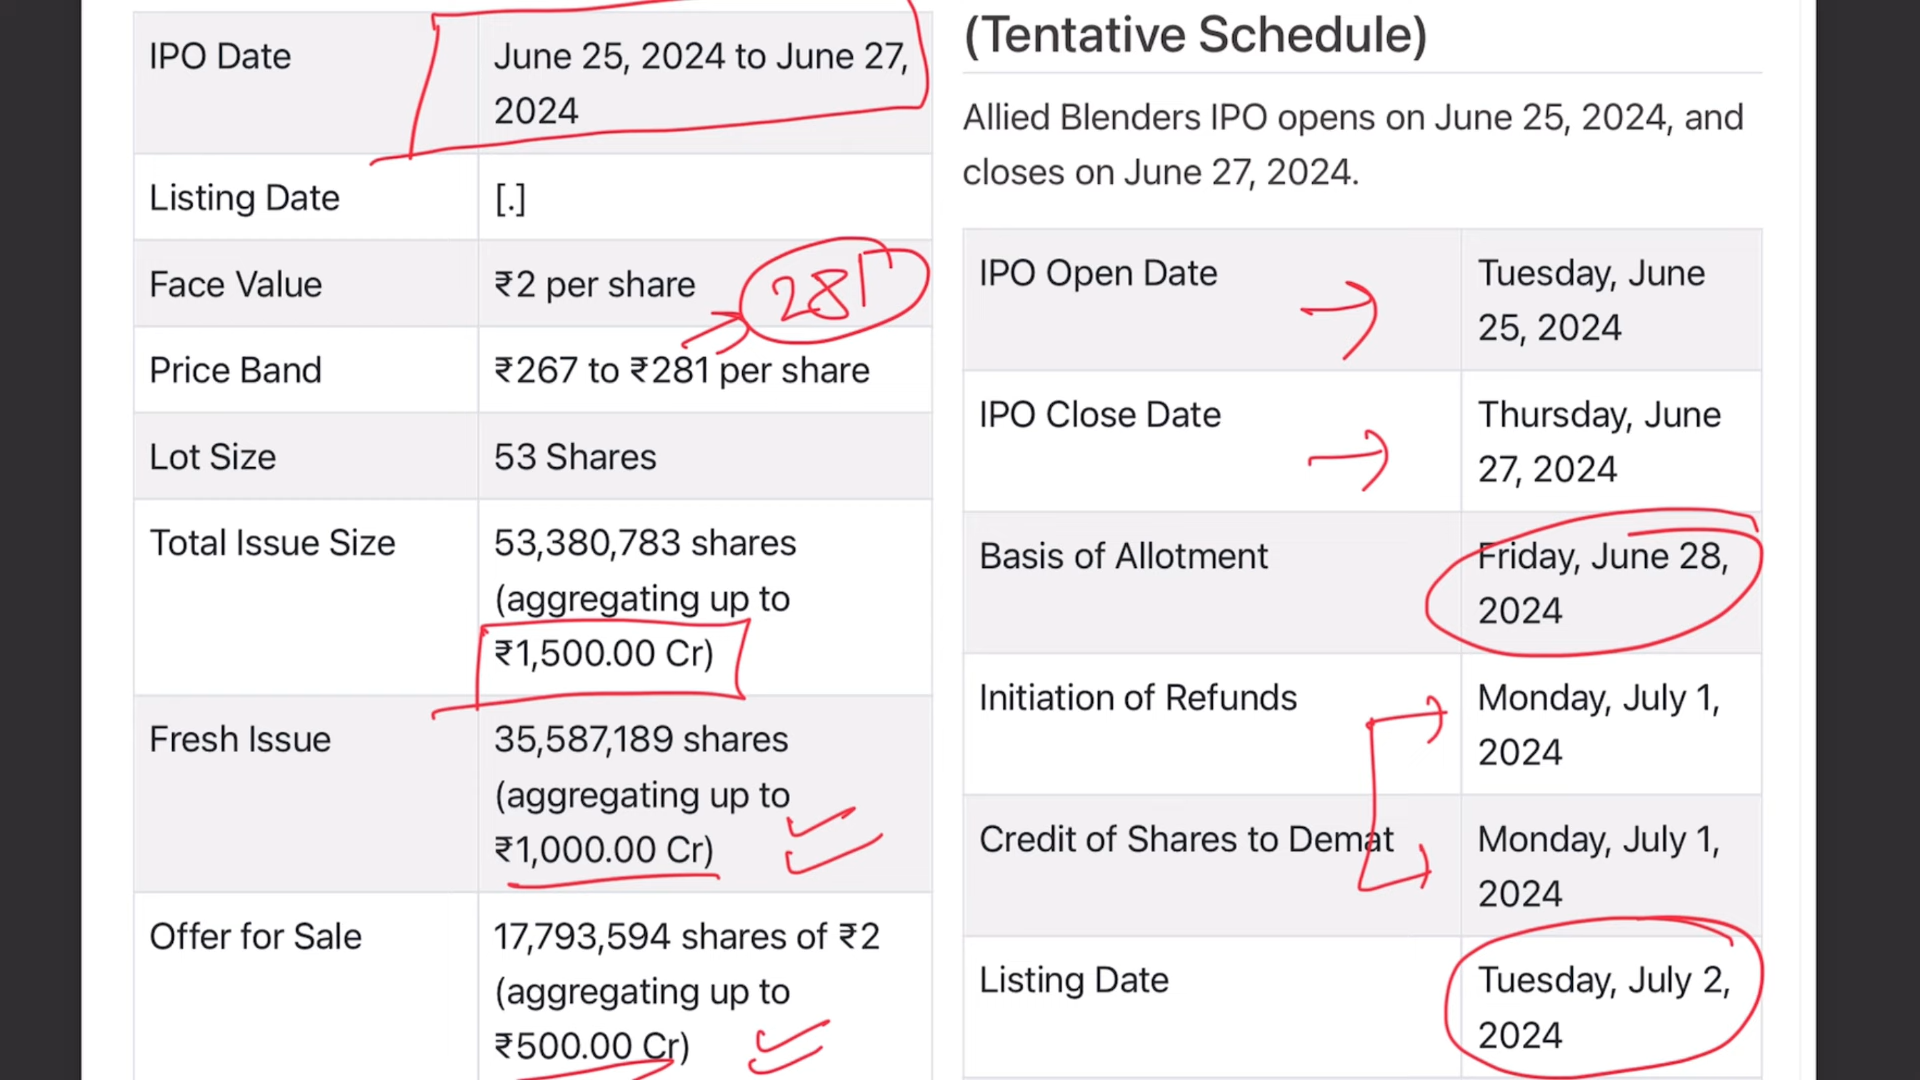 IPO Date
June 25, 2024 to June 27,
2024
Listing Date
[.]
Face Value
₹2 per share
281
Price Band
₹267 to ₹281 per share
Lot Size
53 Shares
Total Issue Size
53,380,783 shares
(aggregating up to
₹1,500.00 Cr)
Fresh Issue
35,587,189 shares
(aggregating up to
₹1,000.00 Cr)
Offer for Sale
17,793,594 shares of ₹2
(aggregating up to
₹500.00 Cr)
(Tentative Schedule)
Allied Blenders IPO opens on June 25, 2024, and
closes on June 27, 2024.
IPO Open Date
Tuesday, June
25, 2024
IPO Close Date
Thursday, June
27, 2024
Basis of Allotment
Friday, June 28,
2024
Initiation of Refunds
Monday, July 1,
2024
Credit of Shares to Demat
Monday, July 1,
2024
Listing Date
Tuesday, July 2,
2024